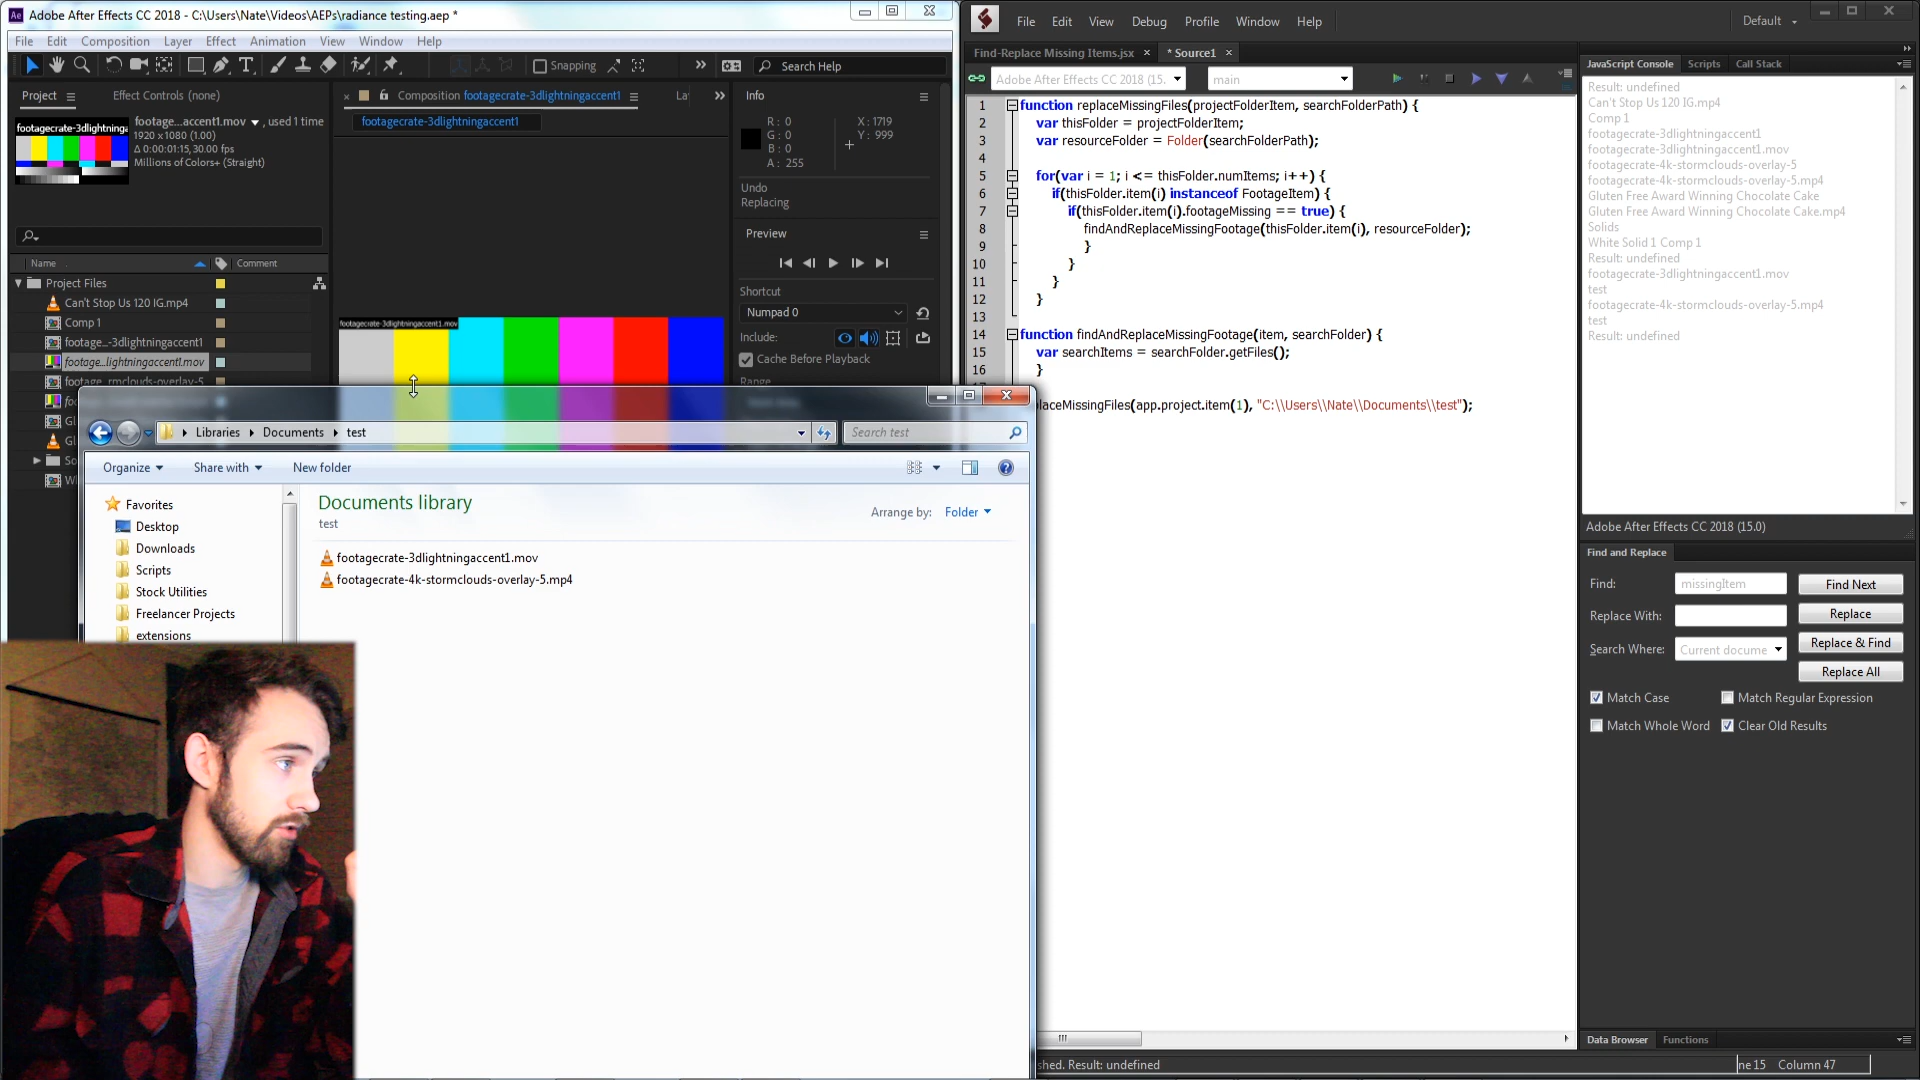 Ae Adobe After Effects CC 2018 - C:\Users\Nate\Videos\AEPs\radiance testing.aep *
File Edit Composition Layer Effect Animation View Window Help
Snapping
Search Help
Project
Effect Controls (none)
Composition footagecrate-3dlightningaccent1
La
footagecrate-3dlightningaccent1
footagecrate-3dlightninga
footage...accent1.mov , used 1 time
1920 x 1080 (1.00)
Δ 0:00:01:15, 30.00 fps
Millions of Colors+ (Straight)
Name
Comment
Project Files
Can't Stop Us 120 IG.mp4
Comp 1
footage...-3dlightningaccent1
footage...lightningaccent1.mov
footage...rmclouds-overlay-5
Gl
Gl
So
footagecrate-3dlightningaccent1.mov
Info
R: 0
G: 0
B: 0
A: 255
X: 1719
Y: 999
Undo
Replacing
Preview
Shortcut
Numpad 0
Include:
Cache Before Playback
Range
Libraries Documents test
Search test
Organize
Share with
New folder
Favorites
Desktop
Downloads
Scripts
Stock Utilities
Freelancer Projects
extensions
Documents library
test
Arrange by: Folder
footagecrate-3dlightningaccent1.mov
footagecrate-4k-stormclouds-overlay-5.mp4
File Edit View Debug Profile Window Help
Default
Find-Replace Missing Items.jsx
* Source1
Adobe After Effects CC 2018 (15.
main
1 function replaceMissingFiles(projectFolderItem, searchFolderPath) {
2 var thisFolder = projectFolderItem;
3 var resourceFolder = Folder(searchFolderPath);
4
5 for(var i = 1; i <= thisFolder.numItems; i++) {
6 if(thisFolder.item(i) instanceof FootageItem) {
7 if(thisFolder.item(i).footageMissing == true) {
8 findAndReplaceMissingFootage(thisFolder.item(i), resourceFolder);
9 }
10 }
11 }
12 }
13
14 function findAndReplaceMissingFootage(item, searchFolder) {
15 var searchItems = searchFolder.getFiles();
16 }
laceMissingFiles(app.project.item(1), "C:\\Users\\Nate\\Documents\\test");
shed. Result: undefined
ne 15 Column 47
JavaScript Console
Scripts
Call Stack
Result: undefined
Can't Stop Us 120 IG.mp4
Comp 1
footagecrate-3dlightningaccent1
footagecrate-3dlightningaccent1.mov
footagecrate-4k-stormclouds-overlay-5
footagecrate-4k-stormclouds-overlay-5.mp4
Gluten Free Award Winning Chocolate Cake
Gluten Free Award Winning Chocolate Cake.mp4
Solids
White Solid 1 Comp 1
Result: undefined
footagecrate-3dlightningaccent1.mov
test
footagecrate-4k-stormclouds-overlay-5.mp4
test
Result: undefined
Adobe After Effects CC 2018 (15.0)
Find and Replace
Find: missingItem
Find Next
Replace With:
Replace
Search Where: Current docume
Replace & Find
Replace All
Match Case
Match Regular Expression
Match Whole Word
Clear Old Results
Data Browser
Functions